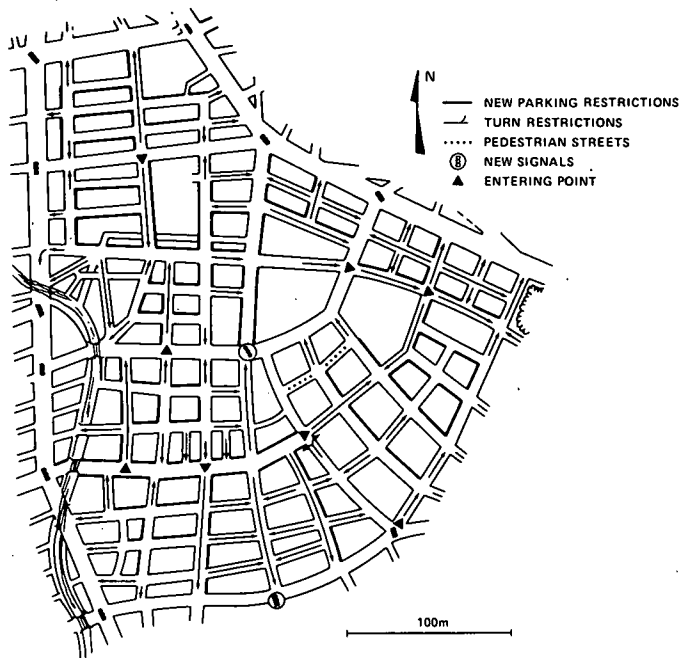 N
NEW PARKING RESTRICTIONS
TURN RESTRICTIONS
PEDESTRIAN STREETS
NEW SIGNALS
ENTERING POINT
100m